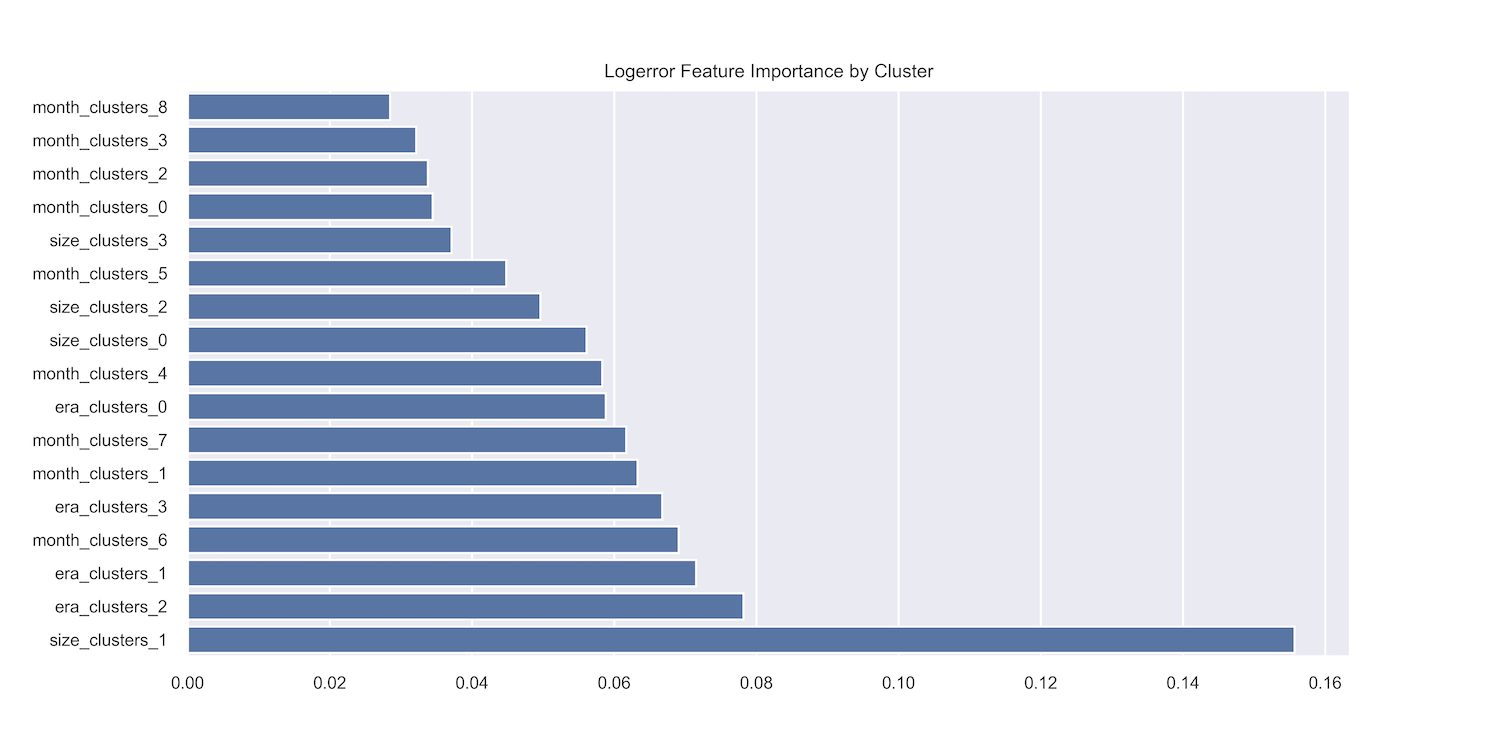 Logerror Feature Importance by Cluster
month_clusters_8
month_clusters_3
month_clusters_2
month_clusters_0
size_clusters_3
month_clusters_5
size_clusters_2
size_clusters_0
month_clusters_4
era_clusters_0
month_clusters_7
month_clusters_1
era_clusters_3
month_clusters_6
era_clusters_1
era_clusters_2
size_clusters_1
0.00 0.02 0.04 0.06 0.08 0.10 0.12 0.14 0.16